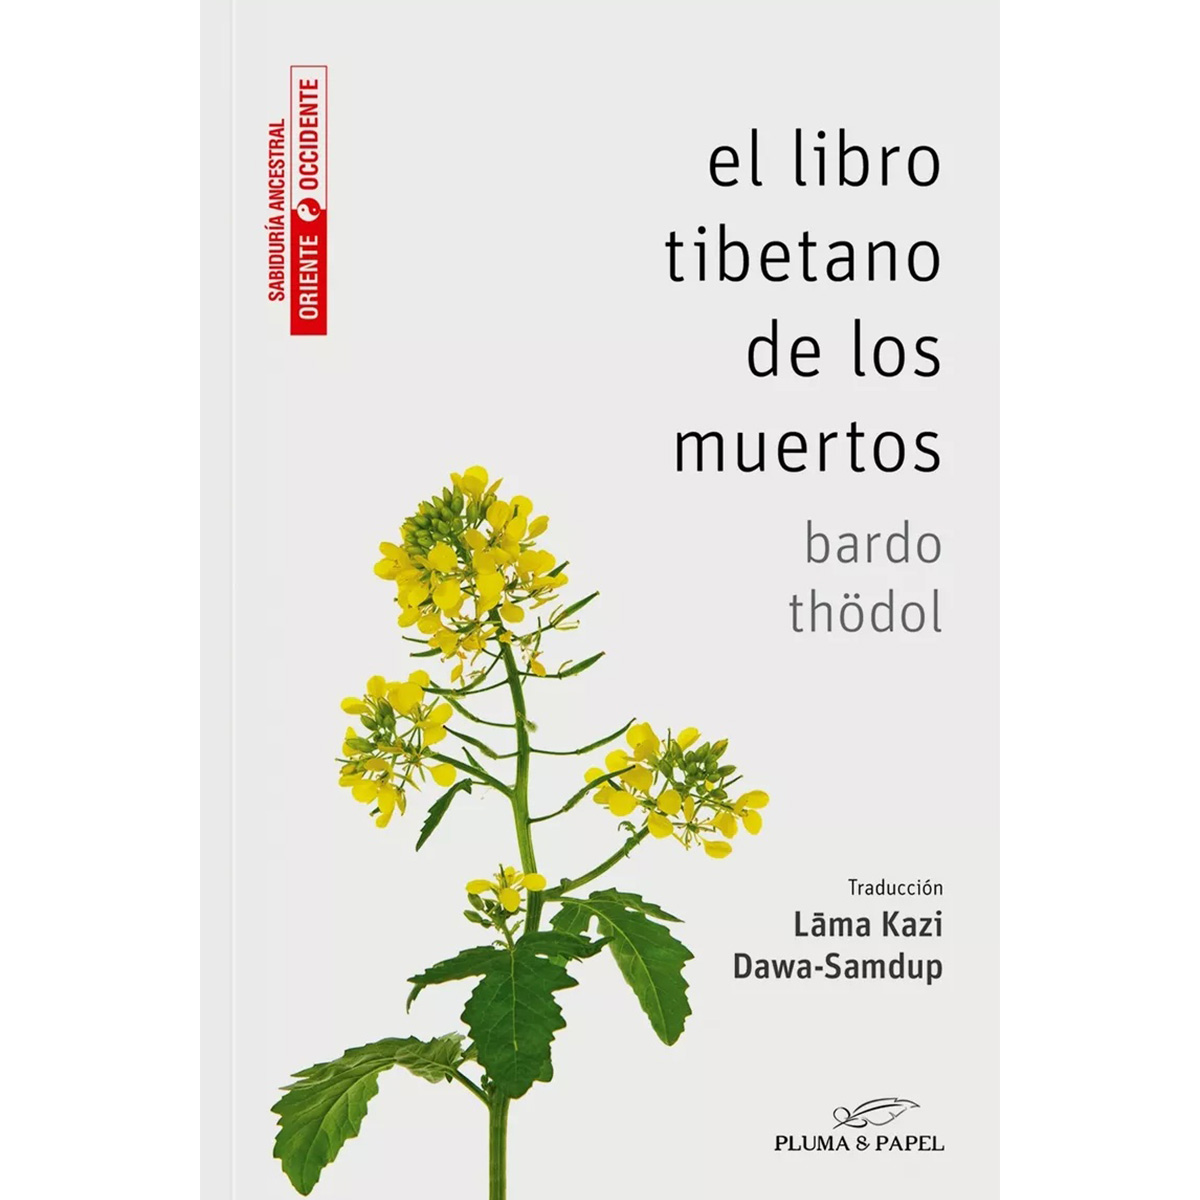 SABIDURÍA ANCESTRAL
ORIENTE OCCIDENTE
el libro
tibetano
de los
muertos
bardo
thödol
Traducción
Lāma Kazi
Dawa-Samdup
PLUMA & PAPEL